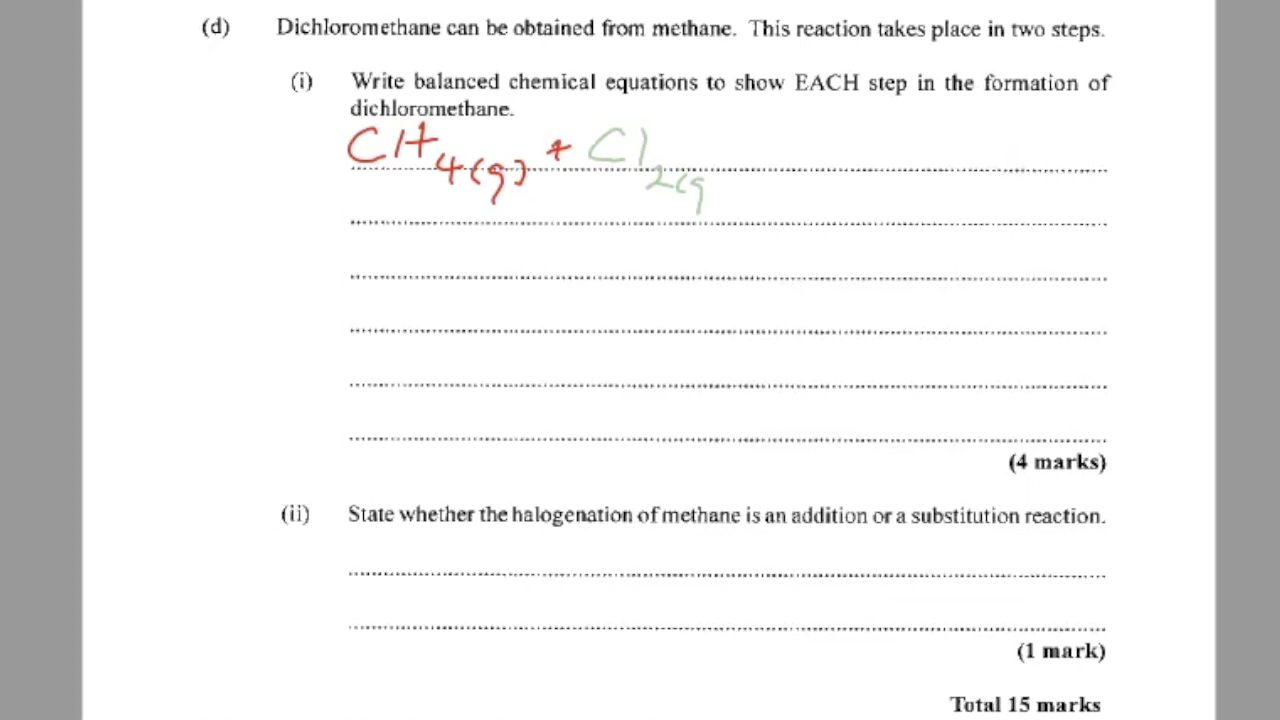 (d) Dichloromethane can be obtained from methane. This reaction takes place in two steps.
(i) Write balanced chemical equations to show EACH step in the formation of
dichloromethane.
CH4(g) + Cl2(g
(4 marks)
(ii) State whether the halogenation of methane is an addition or a substitution reaction.
(1 mark)
Total 15 marks